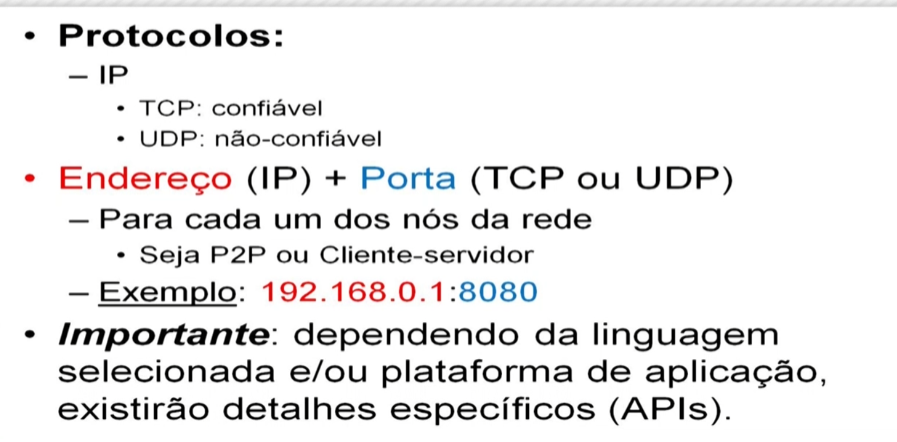 • Protocolos:
– IP
• TCP: confiável
• UDP: não-confiável
• Endereço (IP) + Porta (TCP ou UDP)
– Para cada um dos nós da rede
• Seja P2P ou Cliente-servidor
– Exemplo: 192.168.0.1:8080
• Importante: dependendo da linguagem
selecionada e/ou plataforma de aplicação,
existirão detalhes específicos (APIs).